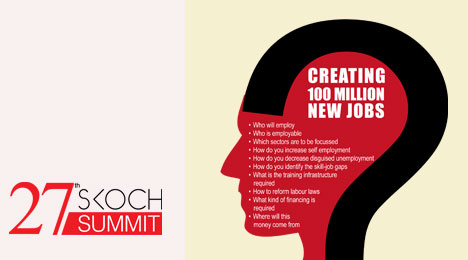 27th SKOCH
SUMMIT
CREATING
100 MILLION
NEW JOBS
• Who will employ
• Who is employable
• Which sectors are to be focussed
• How do you increase self employment
• How do you decrease disguised unemployment
• How do you identify the skill-job gaps
• What is the training infrastructure
required
• How to reform labour laws
• What kind of financing is
required
• Where will this
money come from